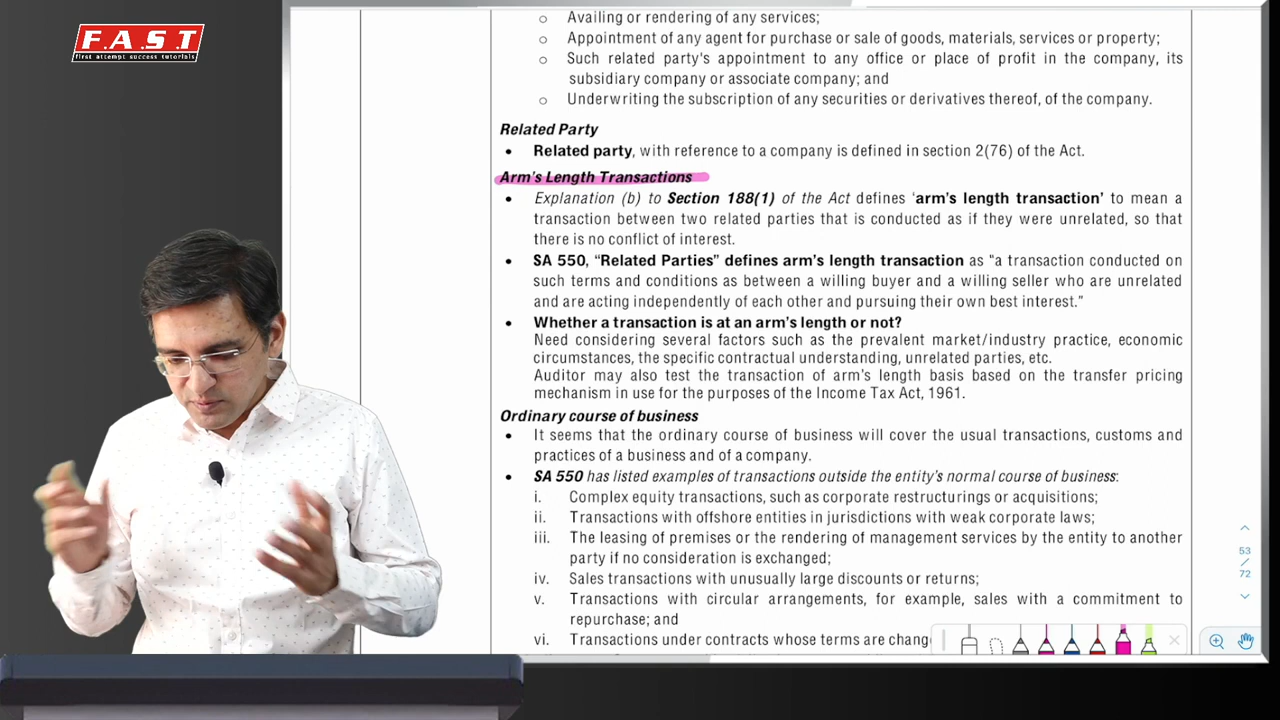 F.A.S.T
first attempt success tutorials
o Availing or rendering of any services;
o Appointment of any agent for purchase or sale of goods, materials, services or property;
o Such related party's appointment to any office or place of profit in the company, its
subsidiary company or associate company; and
o Underwriting the subscription of any securities or derivatives thereof, of the company.
Related Party
• Related party, with reference to a company is defined in section 2(76) of the Act.
Arm's Length Transactions
• Explanation (b) to Section 188(1) of the Act defines ‘arm's length transaction’ to mean a
transaction between two related parties that is conducted as if they were unrelated, so that
there is no conflict of interest.
• SA 550, “Related Parties” defines arm's length transaction as “a transaction conducted on
such terms and conditions as between a willing buyer and a willing seller who are unrelated
and are acting independently of each other and pursuing their own best interest.”
• Whether a transaction is at an arm's length or not?
Need considering several factors such as the prevalent market/industry practice, economic
circumstances, the specific contractual understanding, unrelated parties, etc.
Auditor may also test the transaction of arm's length basis based on the transfer pricing
mechanism in use for the purposes of the Income Tax Act, 1961.
Ordinary course of business
• It seems that the ordinary course of business will cover the usual transactions, customs and
practices of a business and of a company.
• SA 550 has listed examples of transactions outside the entity's normal course of business:
i. Complex equity transactions, such as corporate restructurings or acquisitions;
ii. Transactions with offshore entities in jurisdictions with weak corporate laws;
iii. The leasing of premises or the rendering of management services by the entity to another
party if no consideration is exchanged;
iv. Sales transactions with unusually large discounts or returns;
v. Transactions with circular arrangements, for example, sales with a commitment to
repurchase; and
vi. Transactions under contracts whose terms are chang
53
/
72